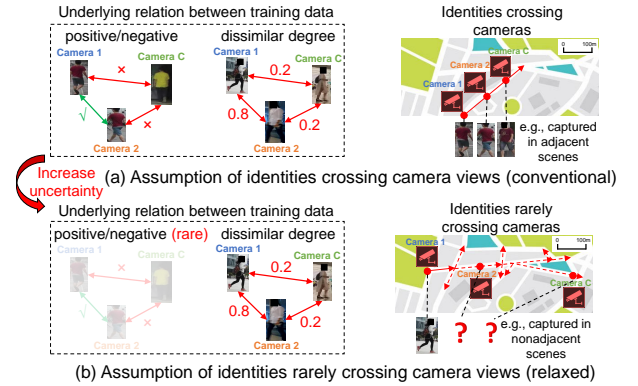 Underlying relation between training data
positive/negative
dissimilar degree
Camera 1
Camera C
×
√
×
Camera 2
Camera 1
Camera C
0.2
0.8
0.2
Camera 2
Identities crossing
cameras
0 100m
Camera C
Camera 2
Camera 1
e.g., captured
in adjacent
scenes
Increase
uncertainty
(a) Assumption of identities crossing camera views (conventional)
Underlying relation between training data
positive/negative (rare)
dissimilar degree
Camera 1
Camera C
×
√
×
Camera 2
Camera 1
Camera C
0.2
0.8
0.2
Camera 2
Identities rarely
crossing cameras
Camera 1
0 100m
Camera 2
Camera C
? ?
e.g., captured in
nonadjacent
scenes
(b) Assumption of identities rarely crossing camera views (relaxed)